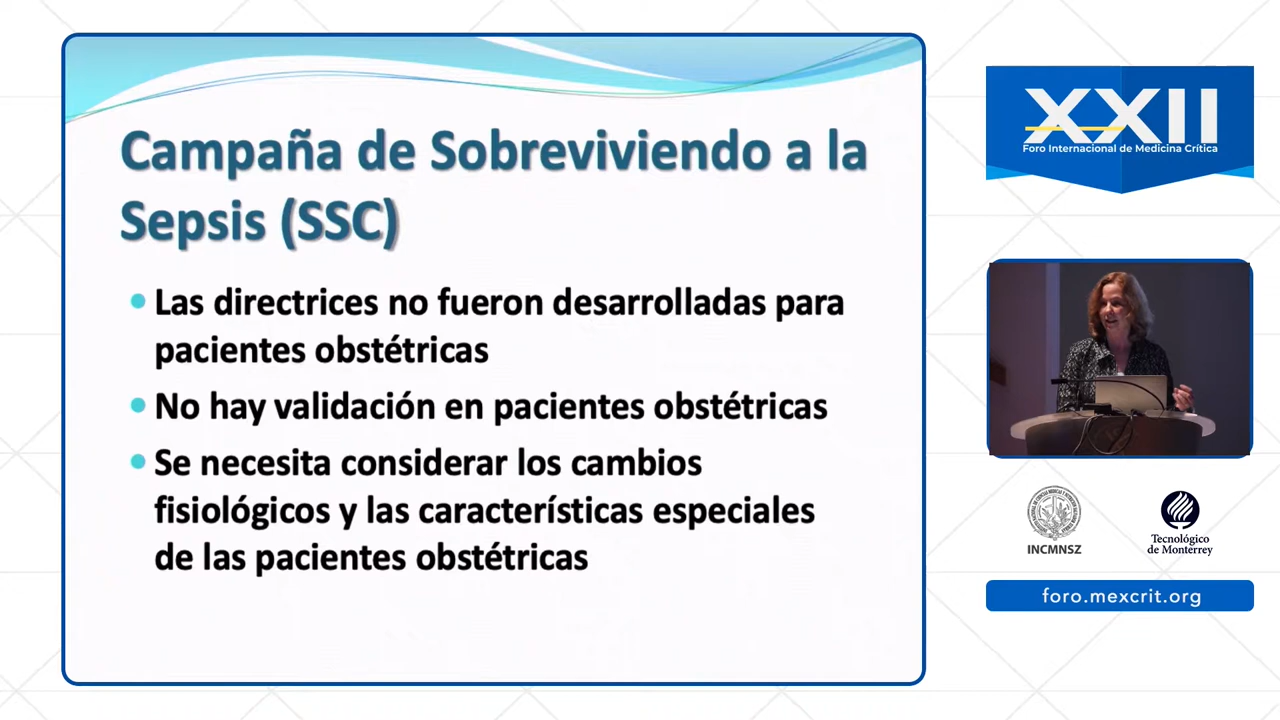 Campaña de Sobreviviendo a la
Sepsis (SSC)
Las directrices no fueron desarrolladas para
pacientes obstétricas
No hay validación en pacientes obstétricas
Se necesita considerar los cambios
fisiológicos y las características especiales
de las pacientes obstétricas
XXII
Foro Internacional de Medicina Crítica
INCMNSZ
Tecnológico
de Monterrey
foro.mexcrit.org